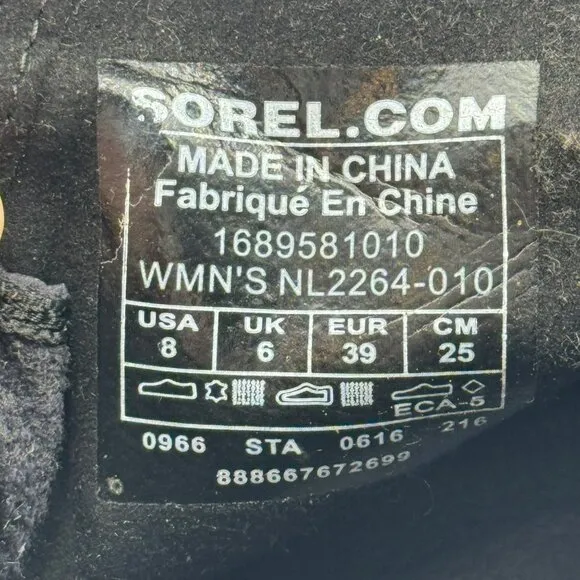 SOREL.COM
MADE IN CHINA
Fabriqué En Chine
1689581010
WMN'S NL2264-010
USA UK EUR CM
8 6 39 25
ECA-5
0966 STA 0616 216
888667672699